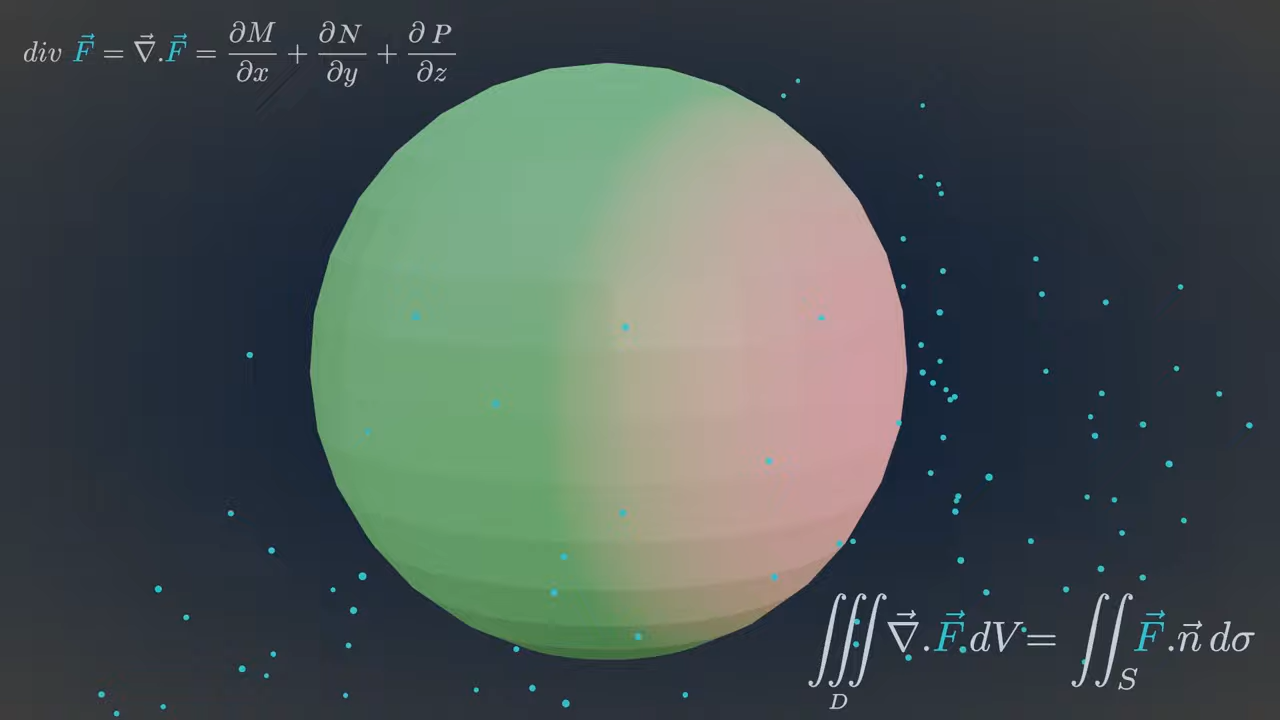 div F⃗ = ∇⃗.F⃗ = ∂M/∂x + ∂N/∂y + ∂P/∂z
∭_D ∇⃗.F⃗ dV = ∬_S F⃗.n⃗ dσ